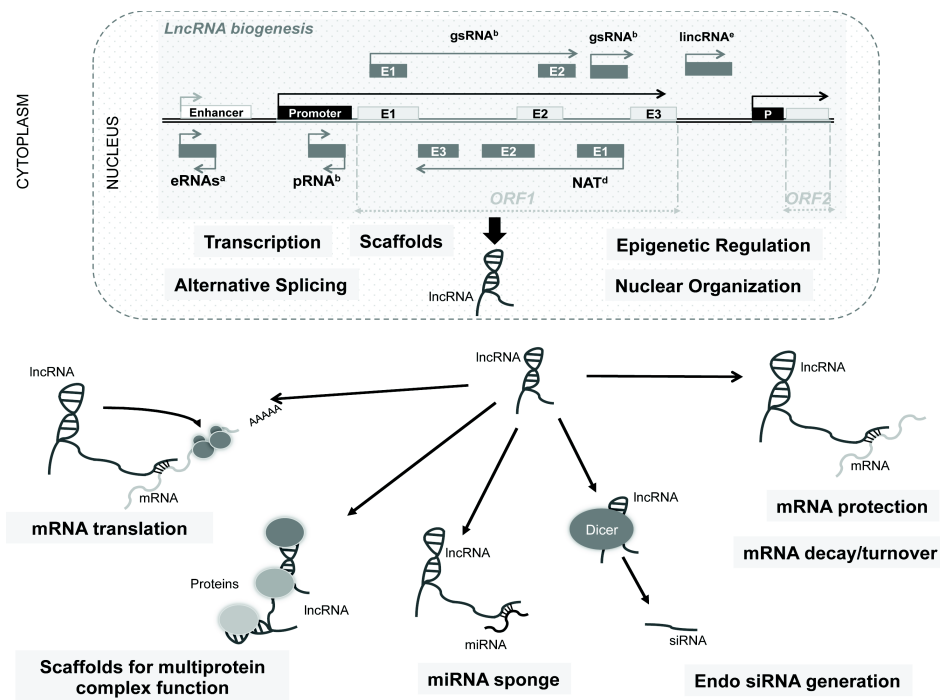 LncRNA biogenesis
gsRNAᵇ
gsRNAᵇ
lincRNAᵉ
E1
E2
Enhancer
Promoter
E1
E2
E3
P
E3
E2
E1
eRNAsᵃ
pRNAᵇ
NATᵈ
ORF1
ORF2
CYTOPLASM
NUCLEUS
Transcription
Scaffolds
Epigenetic Regulation
Alternative Splicing
lncRNA
Nuclear Organization
lncRNA
AAAAA
mRNA
mRNA translation
lncRNA
lncRNA
mRNA
mRNA protection
mRNA decay/turnover
Proteins
lncRNA
Scaffolds for multiprotein
complex function
lncRNA
miRNA
miRNA sponge
lncRNA
Dicer
siRNA
Endo siRNA generation